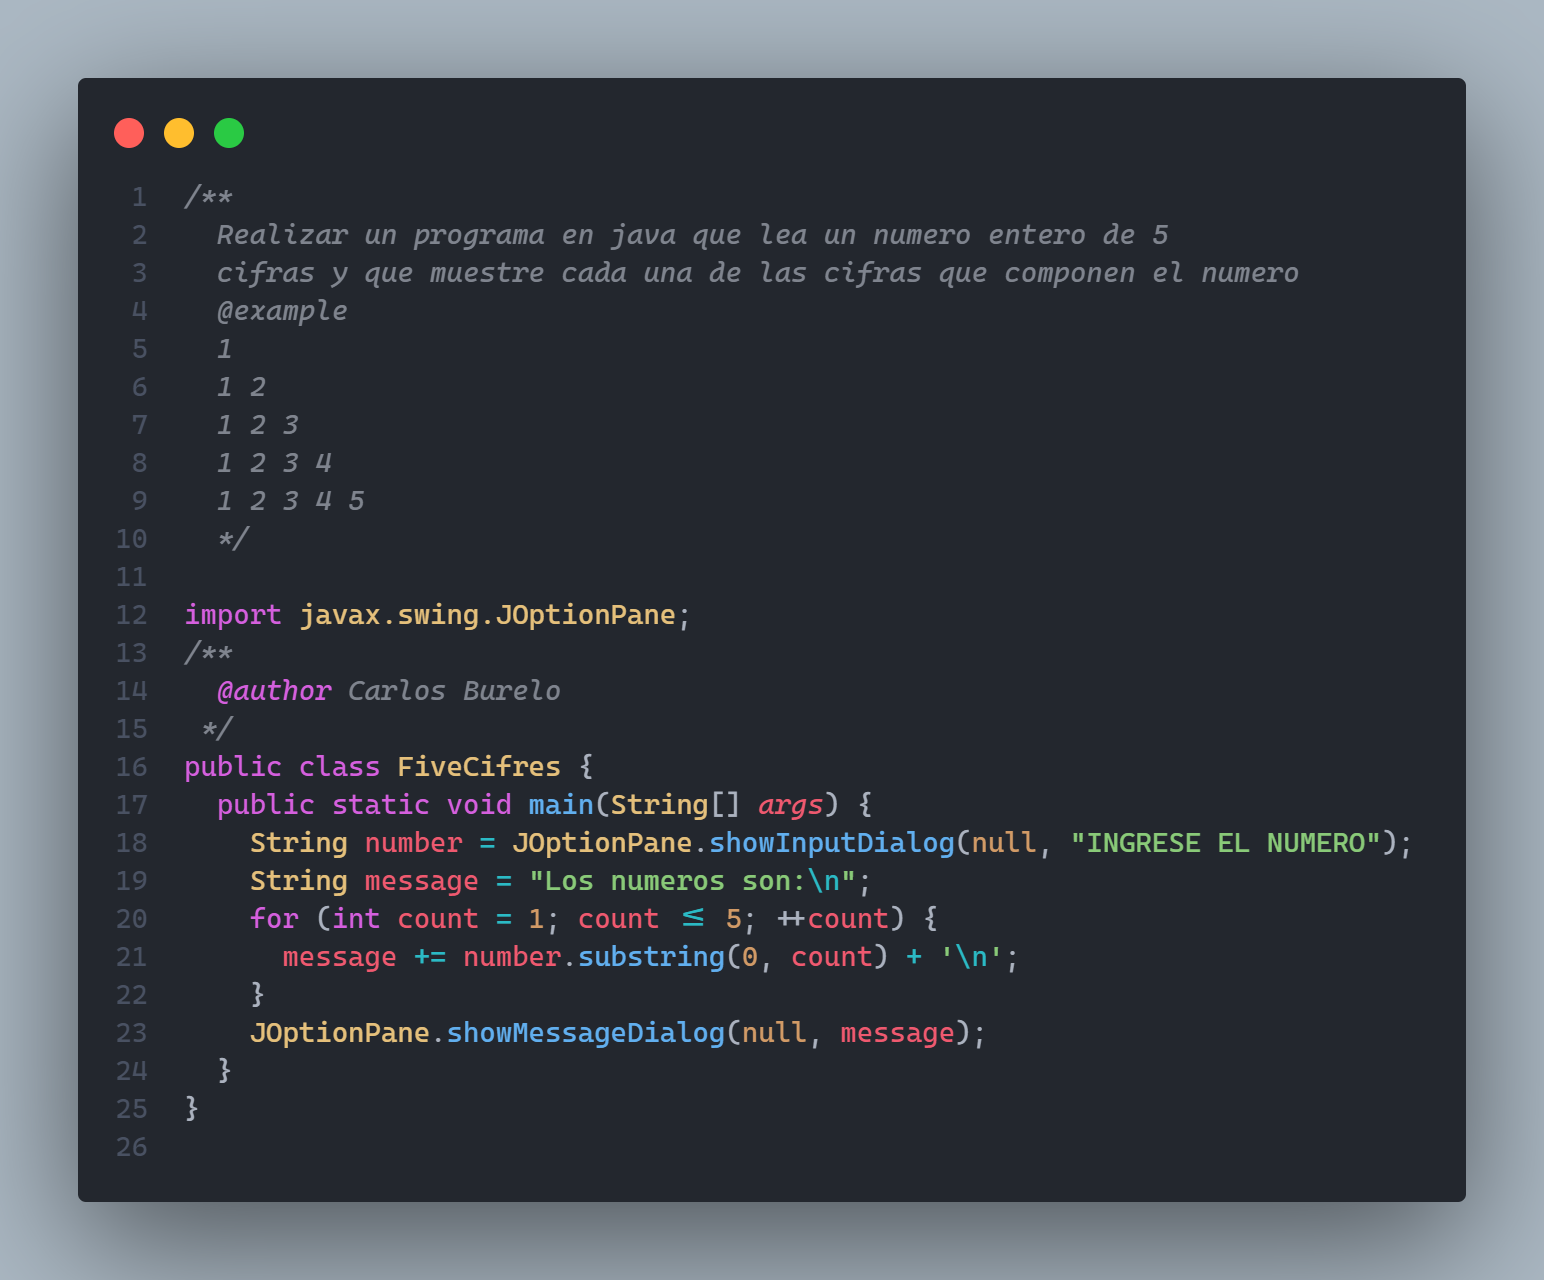 1 /**
2   Realizar un programa en java que lea un numero entero de 5
3   cifras y que muestre cada una de las cifras que componen el numero
4   @example
5   1
6   1 2
7   1 2 3
8   1 2 3 4
9   1 2 3 4 5
10   */
11
12 import javax.swing.JOptionPane;
13 /**
14   @author Carlos Burelo
15  */
16 public class FiveCifres {
17   public static void main(String[] args) {
18     String number = JOptionPane.showInputDialog(null, "INGRESE EL NUMERO");
19     String message = "Los numeros son:\n";
20     for (int count = 1; count <= 5; ++count) {
21       message += number.substring(0, count) + '\n';
22     }
23     JOptionPane.showMessageDialog(null, message);
24   }
25 }
26